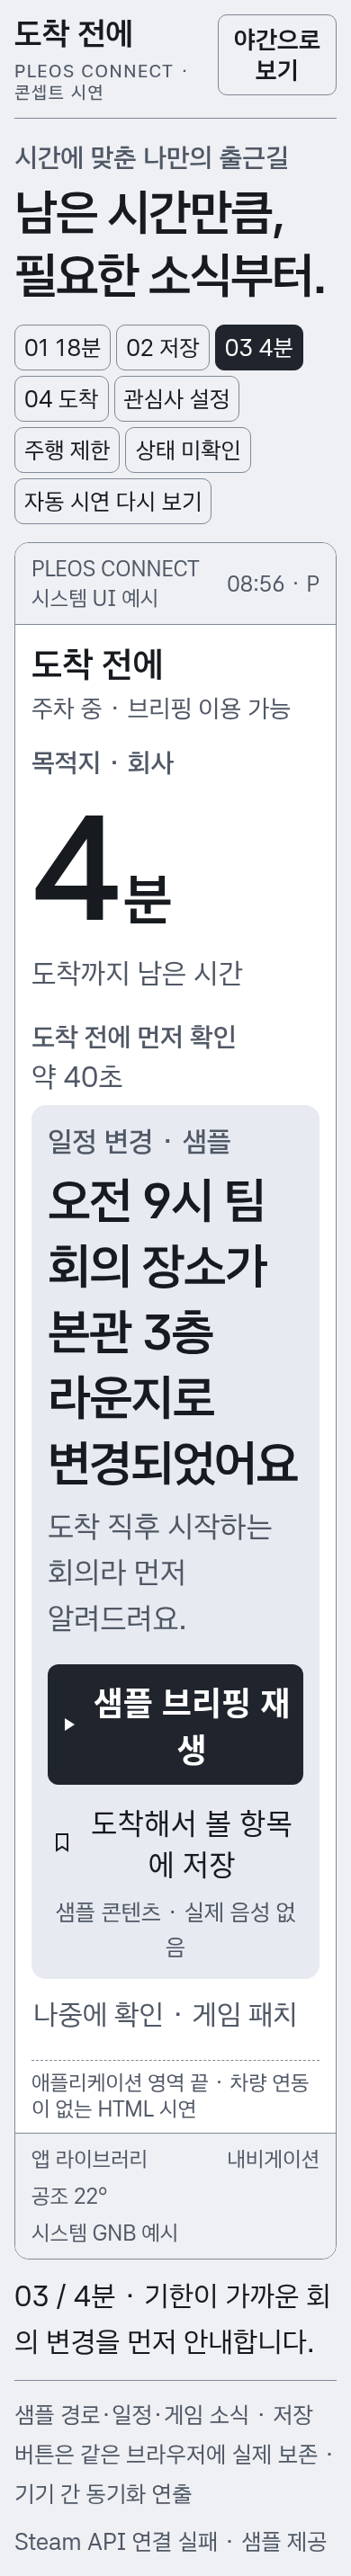 도착 전에
PLEOS CONNECT ·
콘셉트 시연
야간으로
보기
시간에 맞춘 나만의 출근길
남은 시간만큼,
필요한 소식부터.
01 18분
02 저장
03 4분
04 도착
관심사 설정
주행 제한
상태 미확인
자동 시연 다시 보기
PLEOS CONNECT
시스템 UI 예시
08:56 · P
도착 전에
주차 중 · 브리핑 이용 가능
목적지 · 회사
4분
도착까지 남은 시간
도착 전에 먼저 확인
약 40초
일정 변경 · 샘플
오전 9시 팀
회의 장소가
본관 3층
라운지로
변경되었어요
도착 직후 시작하는
회의라 먼저
알려드려요.
샘플 브리핑 재
생
도착해서 볼 항목
에 저장
샘플 콘텐츠 · 실제 음성 없
음
나중에 확인 · 게임 패치
애플리케이션 영역 끝 · 차량 연동
이 없는 HTML 시연
앱 라이브러리
내비게이션
공조 22°
시스템 GNB 예시
03 / 4분 · 기한이 가까운 회
의 변경을 먼저 안내합니다.
샘플 경로·일정·게임 소식 · 저장
버튼은 같은 브라우저에 실제 보존 ·
기기 간 동기화 연출
Steam API 연결 실패 · 샘플 제공